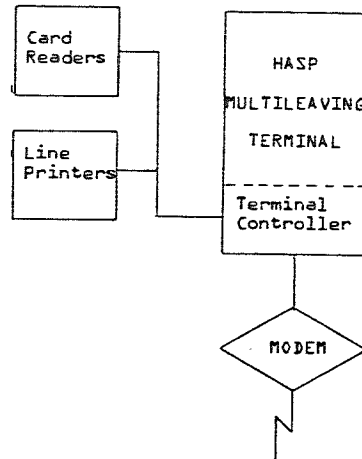 Card
Readers
Line
Printers
HASP
MULTILEAVING
TERMINAL
Terminal
Controller
MODEM